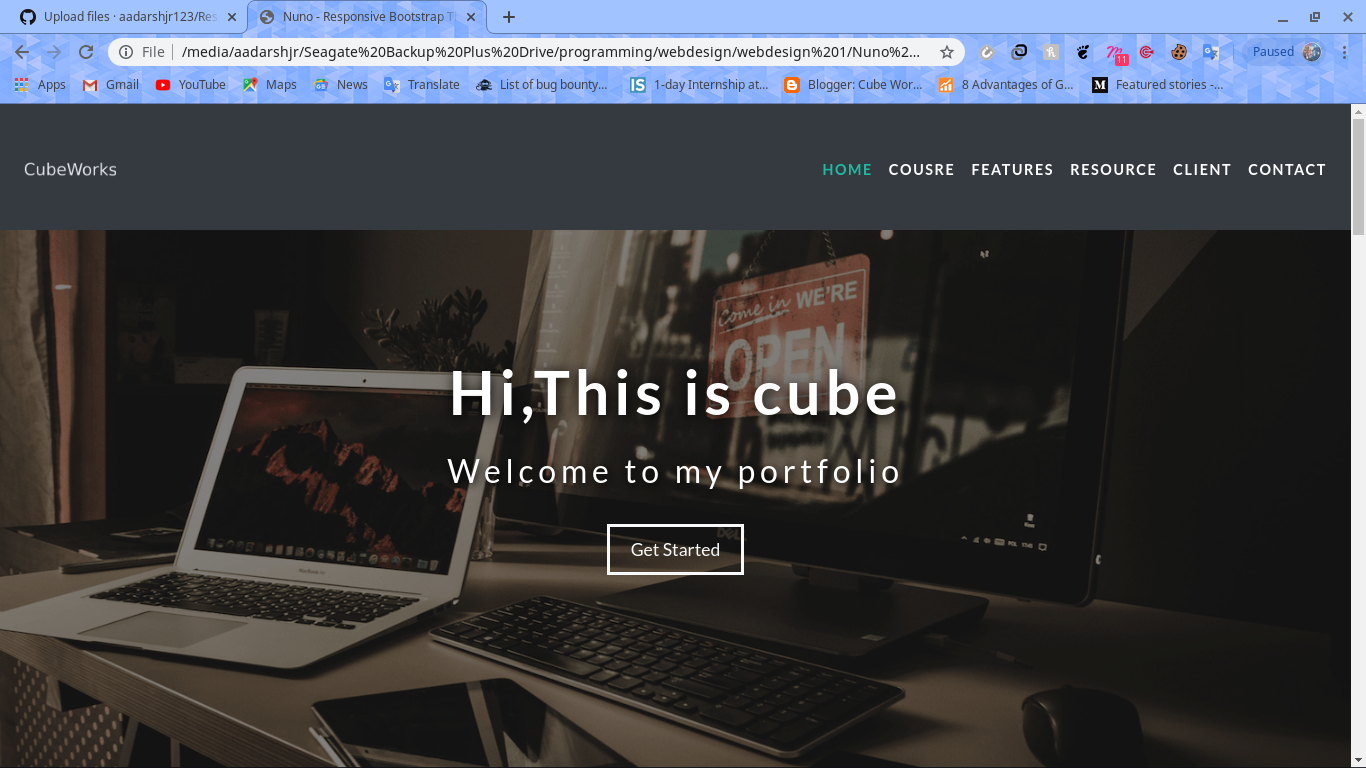 Upload files · aadarshjr123/Res
Nuno - Responsive Bootstrap T
File
/media/aadarshjr/Seagate%20Backup%20Plus%20Drive/programming/webdesign/webdesign%201/Nuno%2...
11
Paused
Apps
Gmail
YouTube
Maps
News
Translate
List of bug bounty...
1-day Internship at...
Blogger: Cube Wor...
8 Advantages of G...
Featured stories -...
CubeWorks
HOME
COUSRE
FEATURES
RESOURCE
CLIENT
CONTACT
Come in WE'RE
OPEN
Hi,This is cube
Welcome to my portfolio
Get Started
DELL